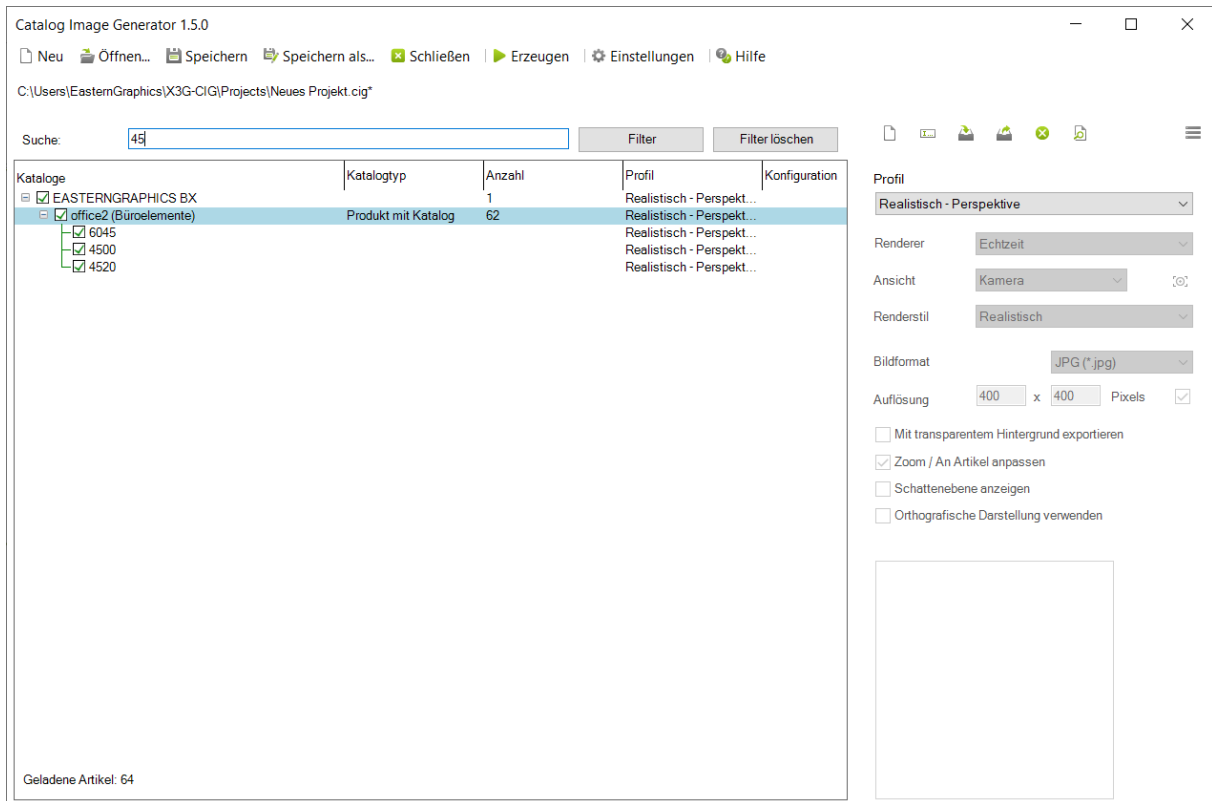 Catalog Image Generator 1.5.0
Neu Öffnen... Speichern Speichern als... Schließen Erzeugen Einstellungen Hilfe
C:\Users\EasternGraphics\X3G-CIG\Projects\Neues Projekt.cig*
Suche: 45 Filter Filter löschen
Kataloge Katalogtyp Anzahl Profil Konfiguration
EASTERNGRAPHICS BX 1 Realistisch - Perspekt...
office2 (Büroelemente) Produkt mit Katalog 62 Realistisch - Perspekt...
6045 Realistisch - Perspekt...
4500 Realistisch - Perspekt...
4520 Realistisch - Perspekt...
Geladene Artikel: 64
Profil
Realistisch - Perspektive
Renderer Echtzeit
Ansicht Kamera
Renderstil Realistisch
Bildformat JPG (*.jpg)
Auflösung 400 x 400 Pixels
Mit transparentem Hintergrund exportieren
Zoom / An Artikel anpassen
Schattenebene anzeigen
Orthografische Darstellung verwenden